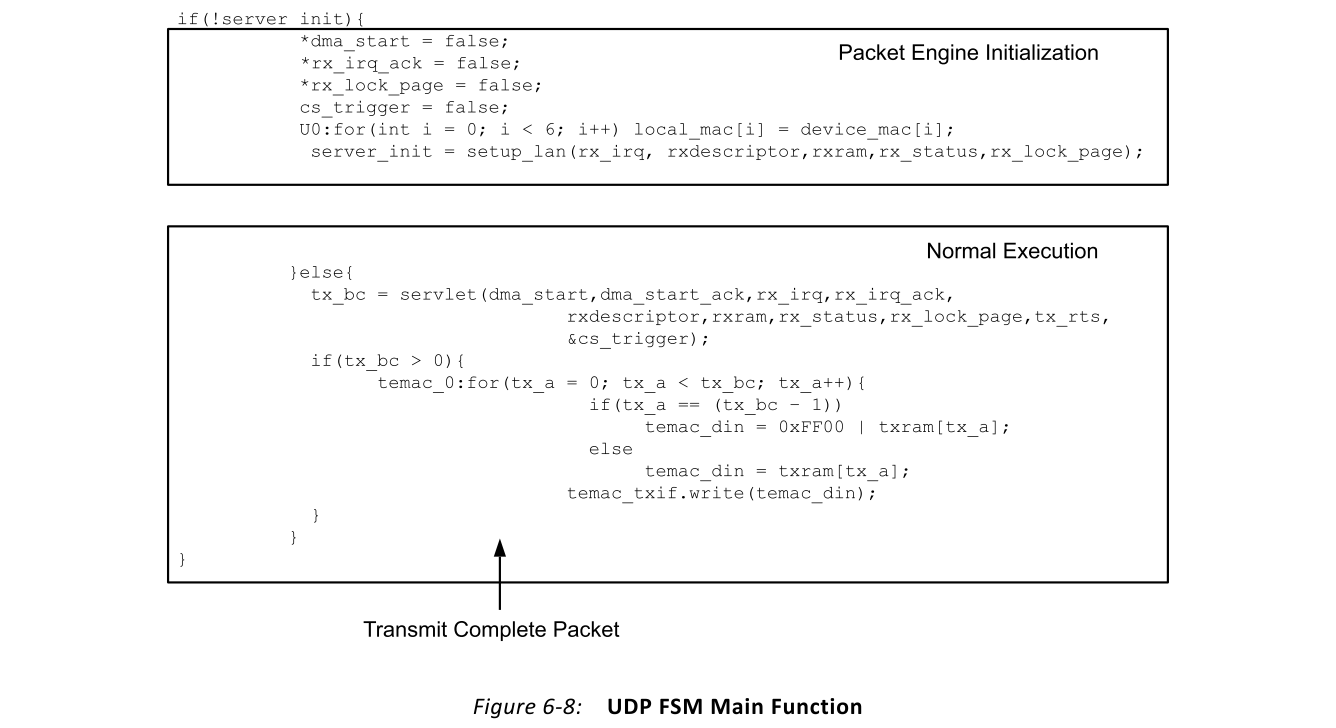 if(!server init){
*dma_start = false;
Packet Engine Initialization
*rx_irq_ack = false;
*rx_lock_page = false;
cs_trigger = false;
U0:for(int i = 0; i < 6; i++) local_mac[i] = device_mac[i];
server_init = setup_lan(rx_irq, rxdescriptor,rxram,rx_status,rx_lock_page);
Normal Execution
}else{
tx_bc = servlet(dma_start,dma_start_ack,rx_irq,rx_irq_ack,
rxdescriptor,rxram,rx_status,rx_lock_page,tx_rts,
&cs_trigger);
if(tx_bc > 0){
temac_0:for(tx_a = 0; tx_a < tx_bc; tx_a++){
if(tx_a == (tx_bc - 1))
temac_din = 0xFF00 | txram[tx_a];
else
temac_din = txram[tx_a];
temac_txif.write(temac_din);
}
}
}
Transmit Complete Packet
Figure 6-8: UDP FSM Main Function